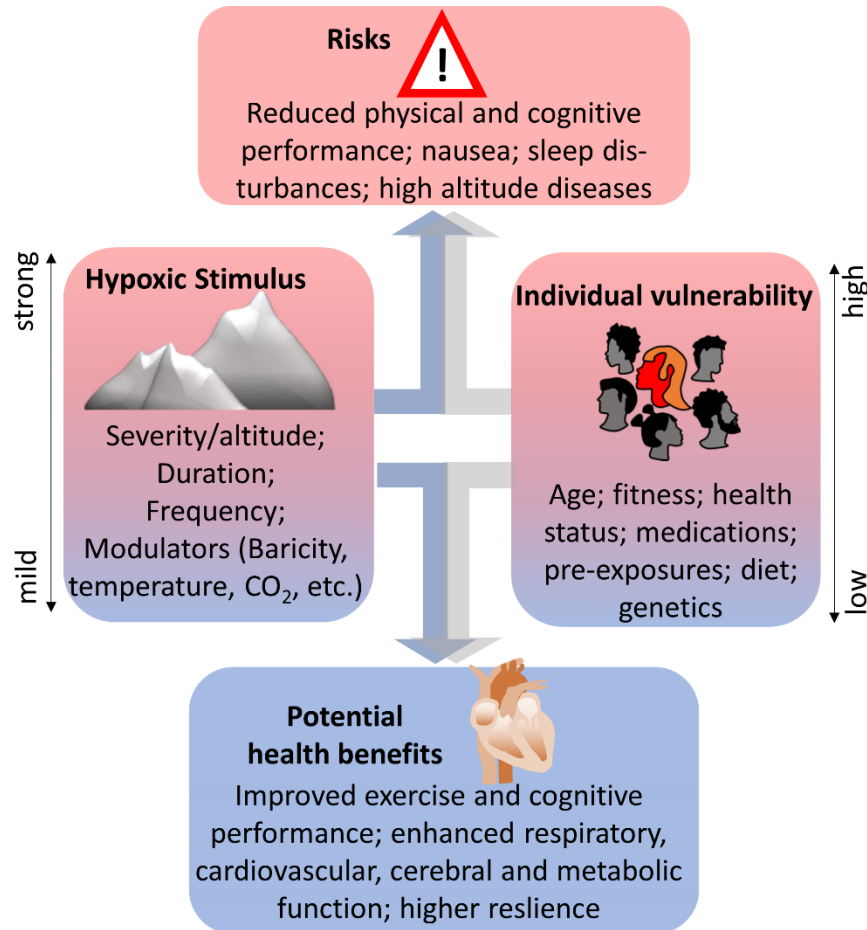 Risks
!
Reduced physical and cognitive
performance; nausea; sleep dis-
turbances; high altitude diseases
strong
mild
Hypoxic Stimulus
Severity/altitude;
Duration;
Frequency;
Modulators (Baricity,
temperature, CO₂, etc.)
Individual vulnerability
Age; fitness; health
status; medications;
pre-exposures; diet;
genetics
high
low
Potential
health benefits
Improved exercise and cognitive
performance; enhanced respiratory,
cardiovascular, cerebral and metabolic
function; higher reslience